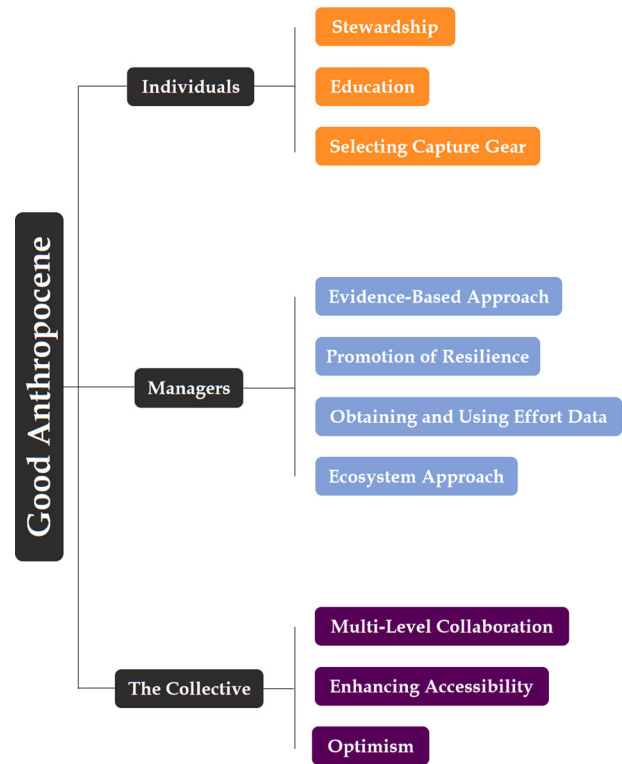 Good Anthropocene
Individuals
Stewardship
Education
Selecting Capture Gear
Managers
Evidence-Based Approach
Promotion of Resilience
Obtaining and Using Effort Data
Ecosystem Approach
The Collective
Multi-Level Collaboration
Enhancing Accessibility
Optimism